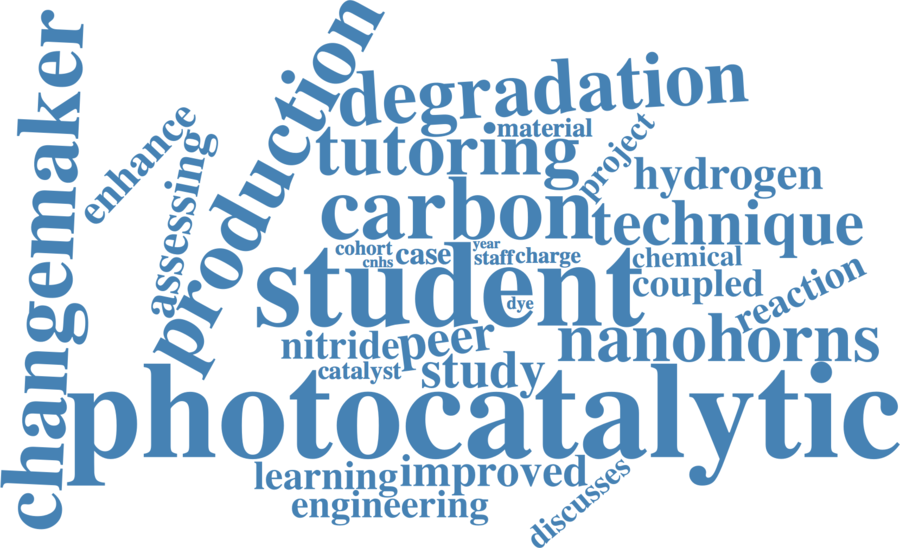 changemaker
enhance
assessing
production
degradation
material
tutoring
project
hydrogen
carbon
technique
cohort
year
cnhs
case
staff
charge
chemical
student
dye
coupled
reaction
nitride
peer
nanohorns
catalyst
study
photocatalytic
learning
improved
engineering
discusses